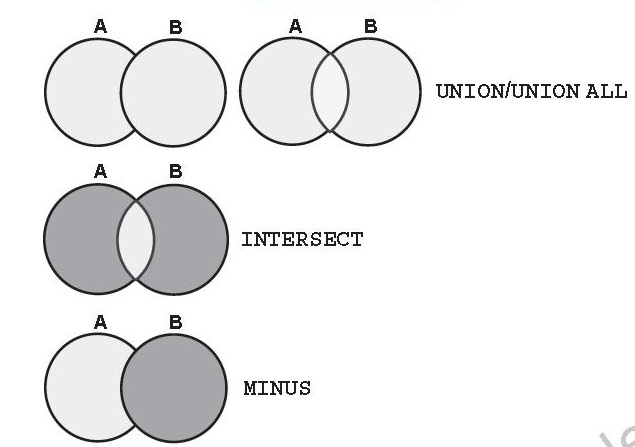 A B A B
UNION/UNION ALL
A B
INTERSECT
A B
MINUS